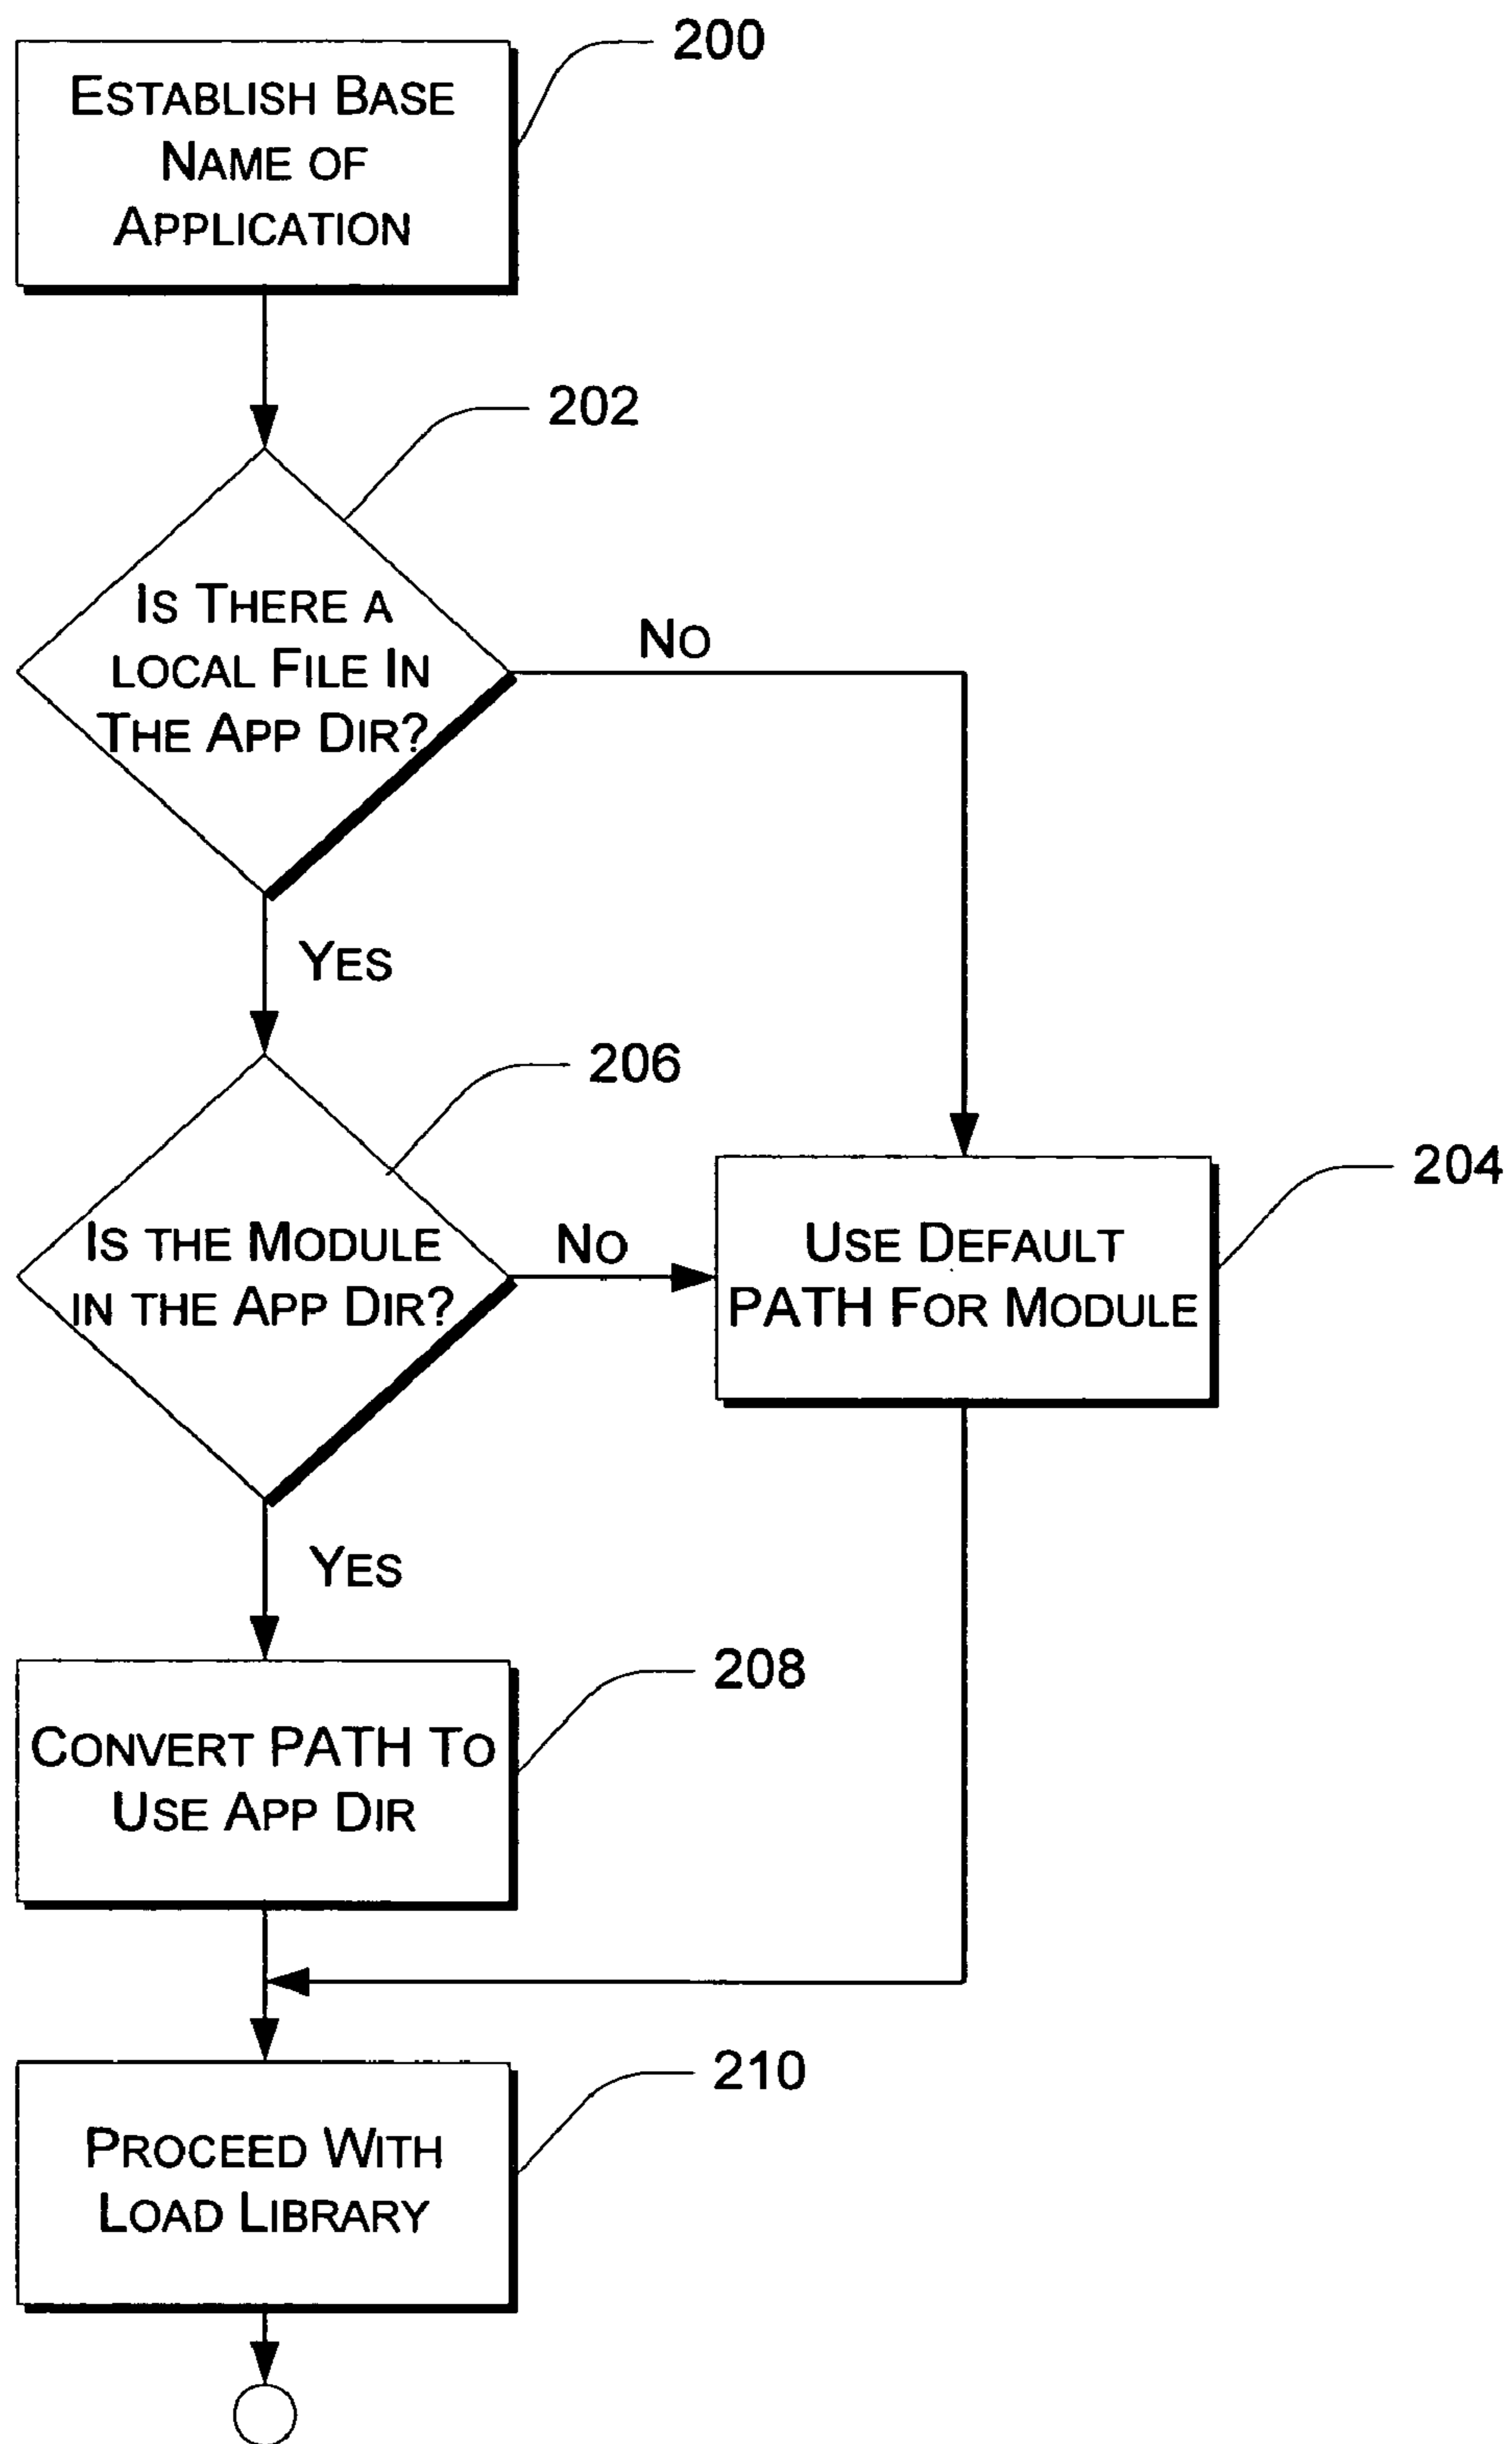 200
ESTABLISH BASE
NAME OF
APPLICATION
202
IS THERE A
LOCAL FILE IN
THE APP DIR?
NO
YES
206
IS THE MODULE
IN THE APP DIR?
NO
204
USE DEFAULT
PATH FOR MODULE
YES
208
CONVERT PATH TO
USE APP DIR
210
PROCEED WITH
LOAD LIBRARY